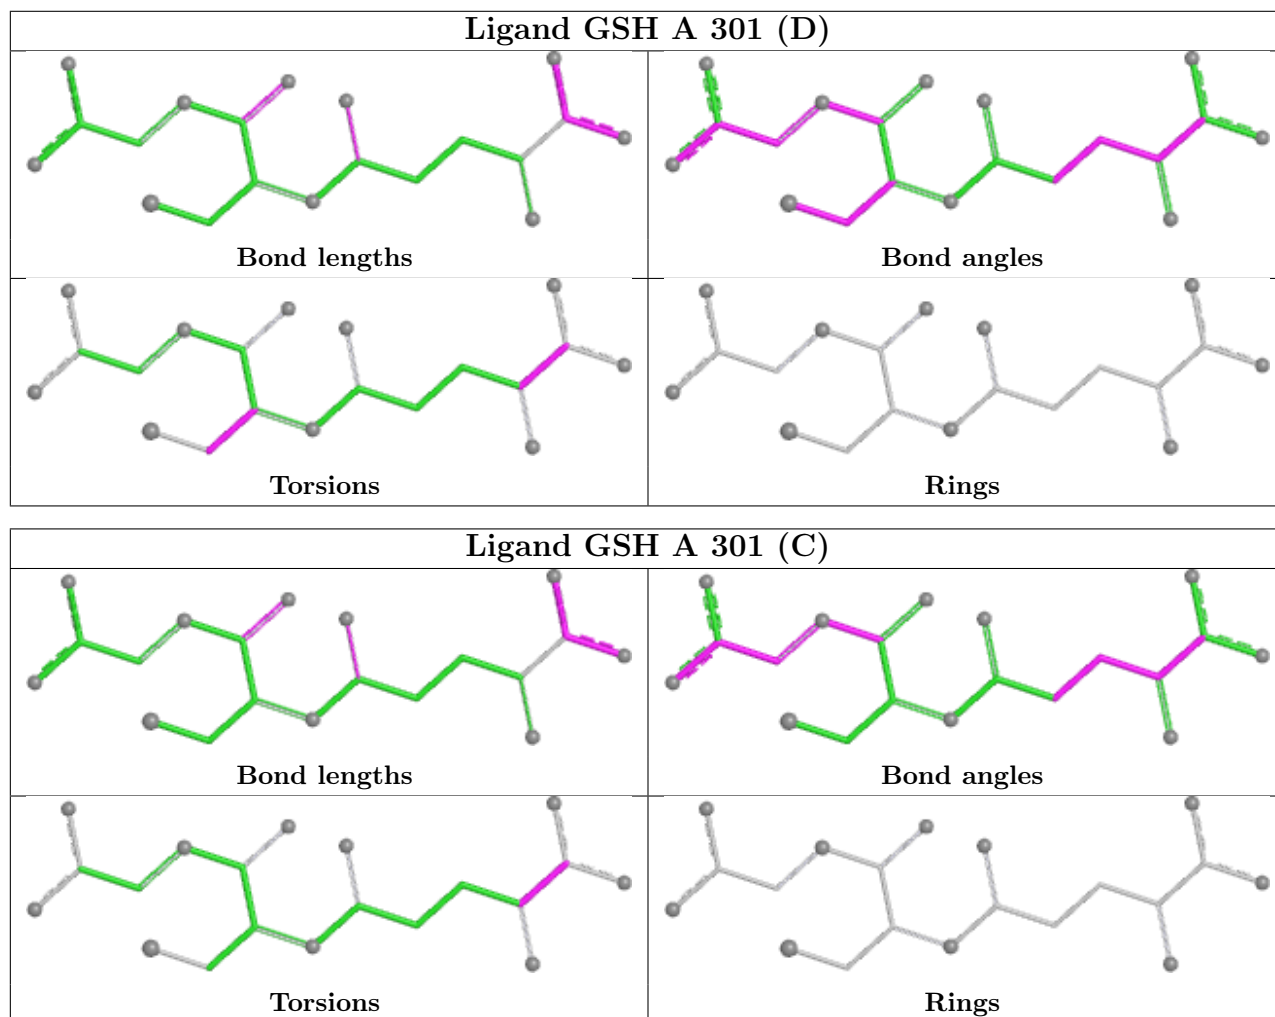 Ligand GSH A 301 (D)
Bond lengths
Bond angles
Torsions
Rings
Ligand GSH A 301 (C)
Bond lengths
Bond angles
Torsions
Rings